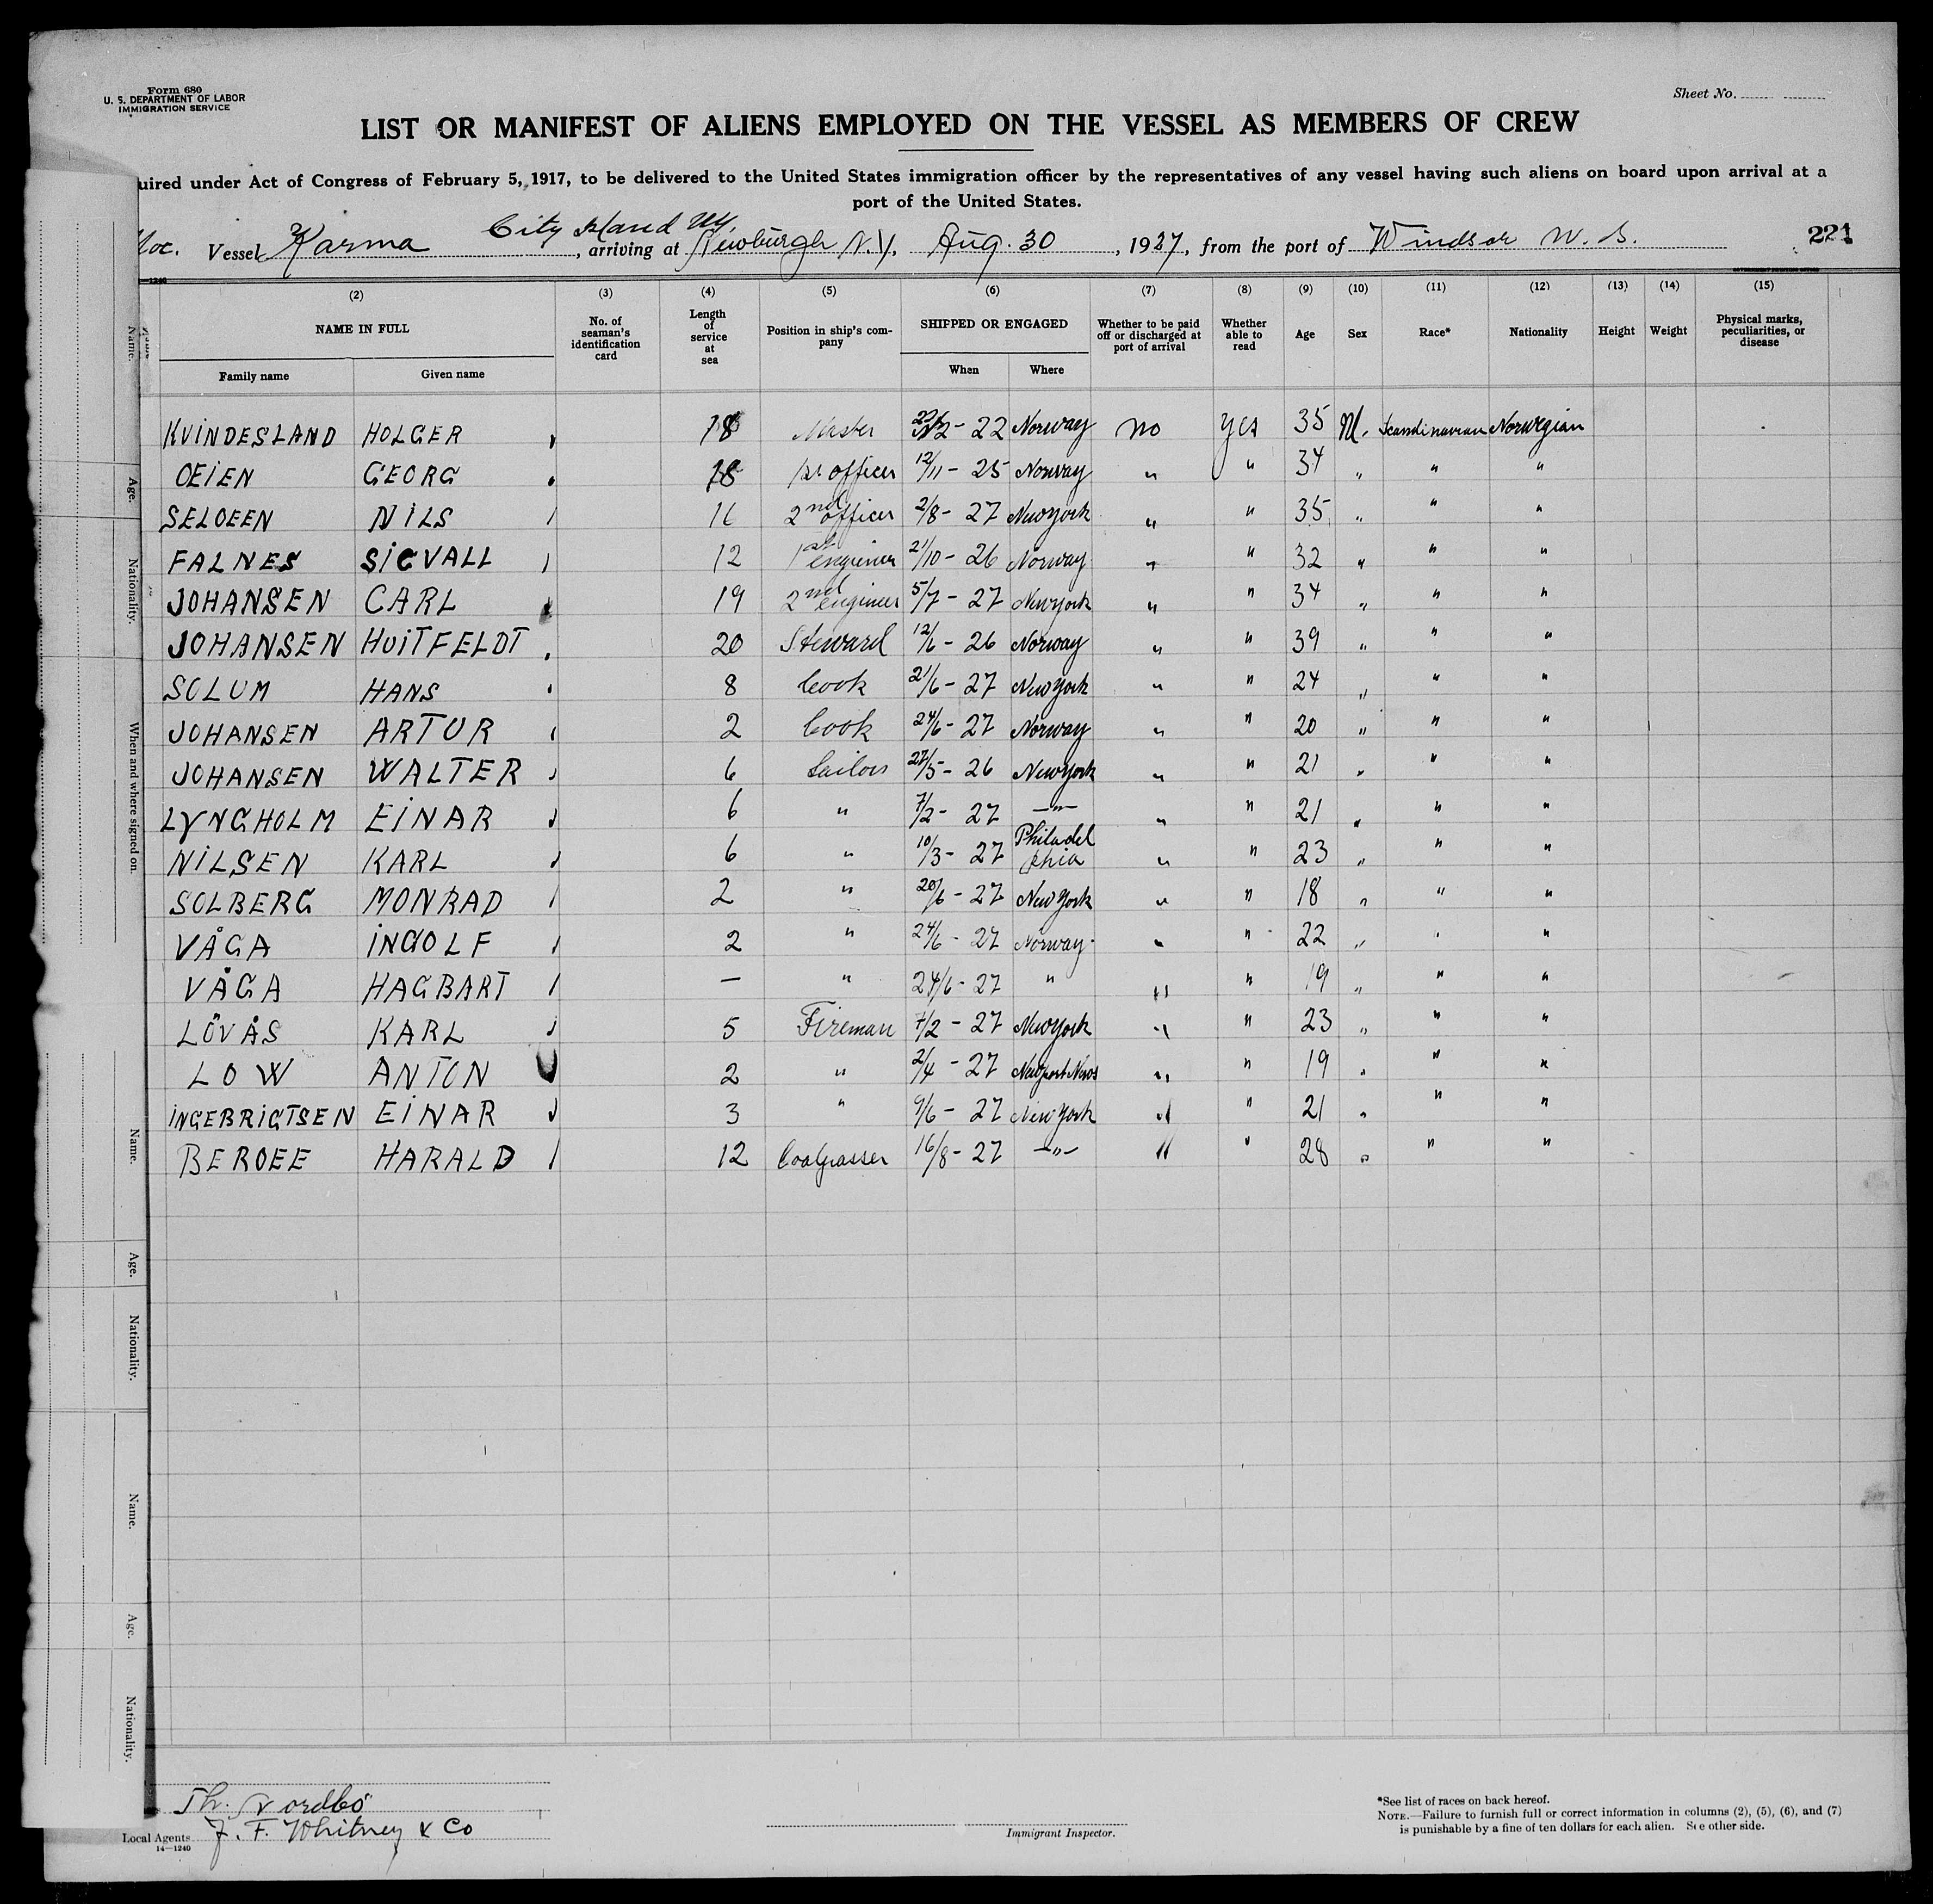 Form 680
U. S. DEPARTMENT OF LABOR
IMMIGRATION SERVICE
Sheet No.
LIST OR MANIFEST OF ALIENS EMPLOYED ON THE VESSEL AS MEMBERS OF CREW
uired under Act of Congress of February 5, 1917, to be delivered to the United States immigration officer by the representatives of any vessel having such aliens on board upon arrival at a
port of the United States.
City Island NY.
Vessel Karma, arriving at Newburgh N.Y., Aug. 30, 1927, from the port of Windsor N. S. 221
(2) (3) (4) (5) (6) (7) (8) (9) (10) (11) (12) (13) (14) (15)
NAME IN FULL No. of seaman's identification card Length of service at sea Position in ship's company SHIPPED OR ENGAGED Whether to be paid off or discharged at port of arrival Whether able to read Age Sex Race* Nationality Height Weight Physical marks, peculiarities, or disease
Family name Given name When Where
KVINDESLAND HOLGER 18 Master 22 Norway no yes 35 M. Scandinavian Norwegian
OEIEN GEORG 18 1st officer 12/11 - 25 Norway " " 34 " " "
SELOEEN NILS 16 2nd officer 2/8 - 27 New york " " 35 " " "
FALNES SIGVALL 12 1st engineer 21/10 - 26 Norway " " 32 " " "
JOHANSEN CARL 19 2nd engineer 5/7 - 27 New york " " 34 " " "
JOHANSEN HUITFELDT 20 Steward 12/6 - 26 Norway " " 39 " " "
SOLUM HANS 8 Cook 21/6 - 27 New york " " 24 " " "
JOHANSEN ARTUR 2 Cook 24/6 - 27 Norway " " 20 " " "
JOHANSEN WALTER 6 Sailors 27/5 - 26 New york " " 21 " " "
LYNGHOLM EINAR 6 " 7/2 - 27 —"— " " 21 " " "
NILSEN KARL 6 " 10/3 - 27 Philadelphia " " 23 " " "
SOLBERG MONRAD 2 " 20/6 - 27 New York " " 18 " " "
VÅGA INGOLF 2 " 24/6 - 27 Norway " " 22 " " "
VÅGA HAGBART — " 24/6 - 27 " " " 19 " " "
LÖVÅS KARL 5 Fireman 7/2 - 27 New york " " 23 " " "
LOW ANTON 2 " 2/4 - 27 Newport News " " 19 " " "
INGEBRIGTSEN EINAR 3 " 9/6 - 27 New York " " 21 " " "
BEROEE HARALD 12 Coalpasser 16/8 - 27 —"— " " 28 " " "
Name.
Age.
Nationality.
When and where signed on.
Name.
Age.
Nationality.
Name.
Age.
Nationality.
Th. Nordbö
Local Agents J. F. Whitney & Co
14—1240
Immigrant Inspector.
*See list of races on back hereof.
NOTE.—Failure to furnish full or correct information in columns (2), (5), (6), and (7)
is punishable by a fine of ten dollars for each alien. See other side.